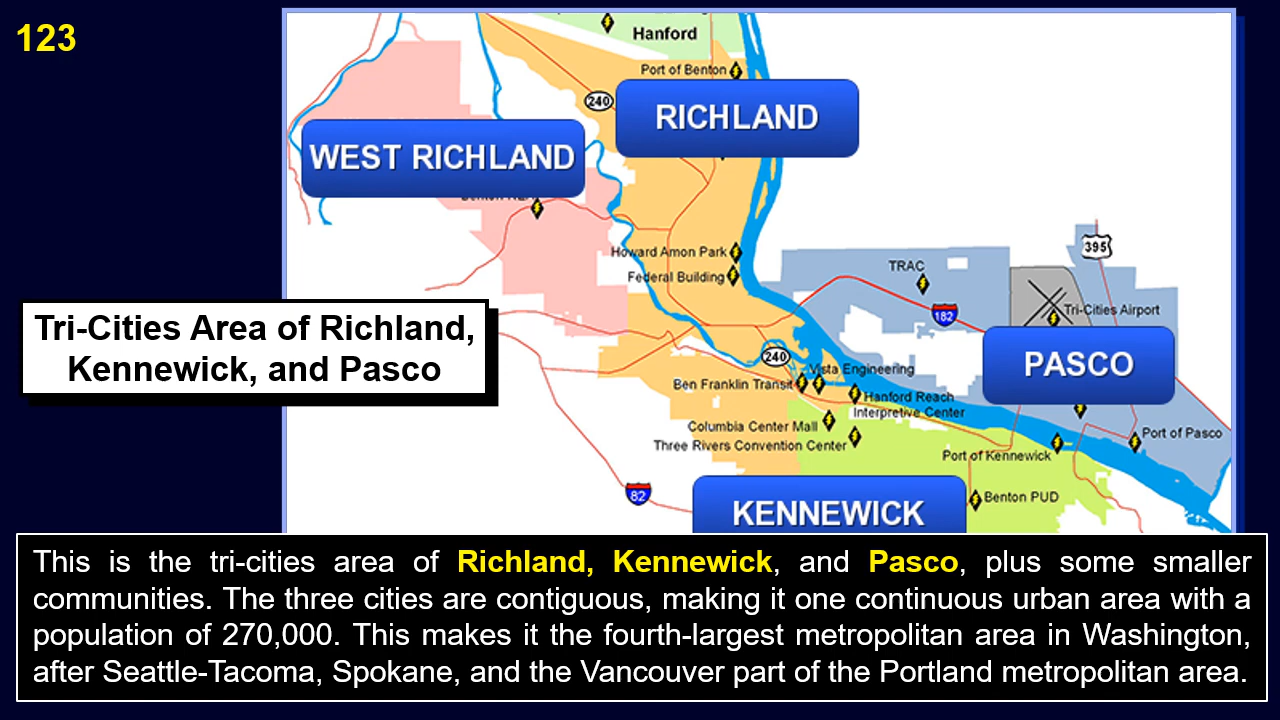 123
Hanford
Port of Benton
240
RICHLAND
WEST RICHLAND
Howard Amon Park
Federal Building
395
TRAC
Tri-Cities Airport
182
Tri-Cities Area of Richland,
Kennewick, and Pasco
PASCO
240
Vista Engineering
Ben Franklin Transit
Hanford Reach
Interpretive Center
Columbia Center Mall
Three Rivers Convention Center
Port of Pasco
Port of Kennewick
82
Benton PUD
KENNEWICK
This is the tri-cities area of Richland, Kennewick, and Pasco, plus some smaller
communities. The three cities are contiguous, making it one continuous urban area with a
population of 270,000. This makes it the fourth-largest metropolitan area in Washington,
after Seattle-Tacoma, Spokane, and the Vancouver part of the Portland metropolitan area.